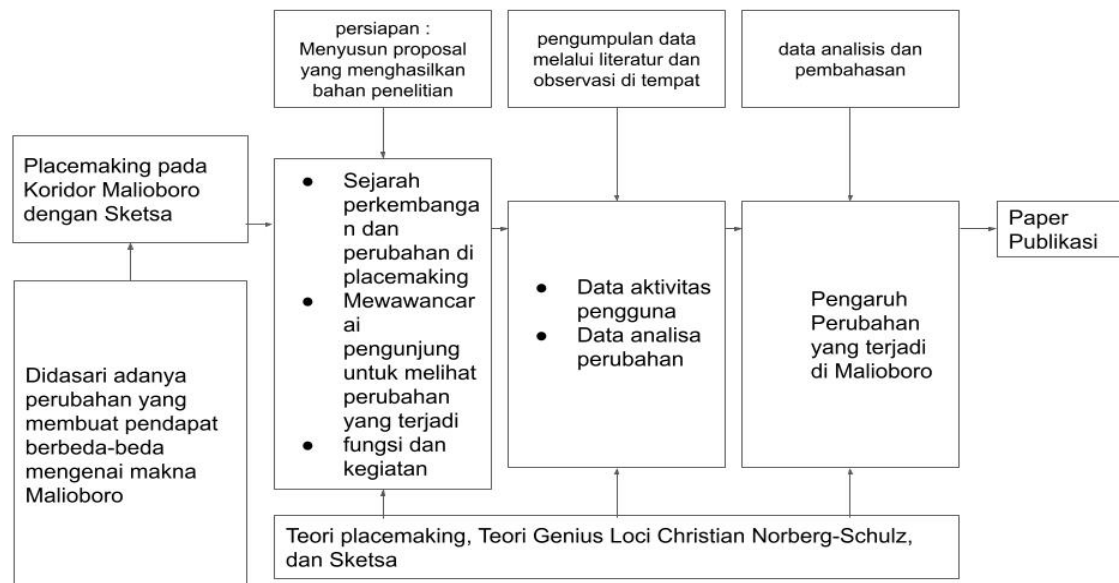 persiapan :
Menyusun proposal
yang menghasilkan
bahan penelitian
pengumpulan data
melalui literatur dan
observasi di tempat
data analisis dan
pembahasan
Placemaking pada
Koridor Malioboro
dengan Sketsa
Didasari adanya
perubahan yang
membuat pendapat
berbeda-beda
mengenai makna
Malioboro
● Sejarah
perkembanga
n dan
perubahan di
placemaking
● Mewawancar
ai
pengunjung
untuk melihat
perubahan
yang terjadi
● fungsi dan
kegiatan
● Data aktivitas
pengguna
● Data analisa
perubahan
Pengaruh
Perubahan
yang terjadi
di Malioboro
Paper
Publikasi
Teori placemaking, Teori Genius Loci Christian Norberg-Schulz,
dan Sketsa